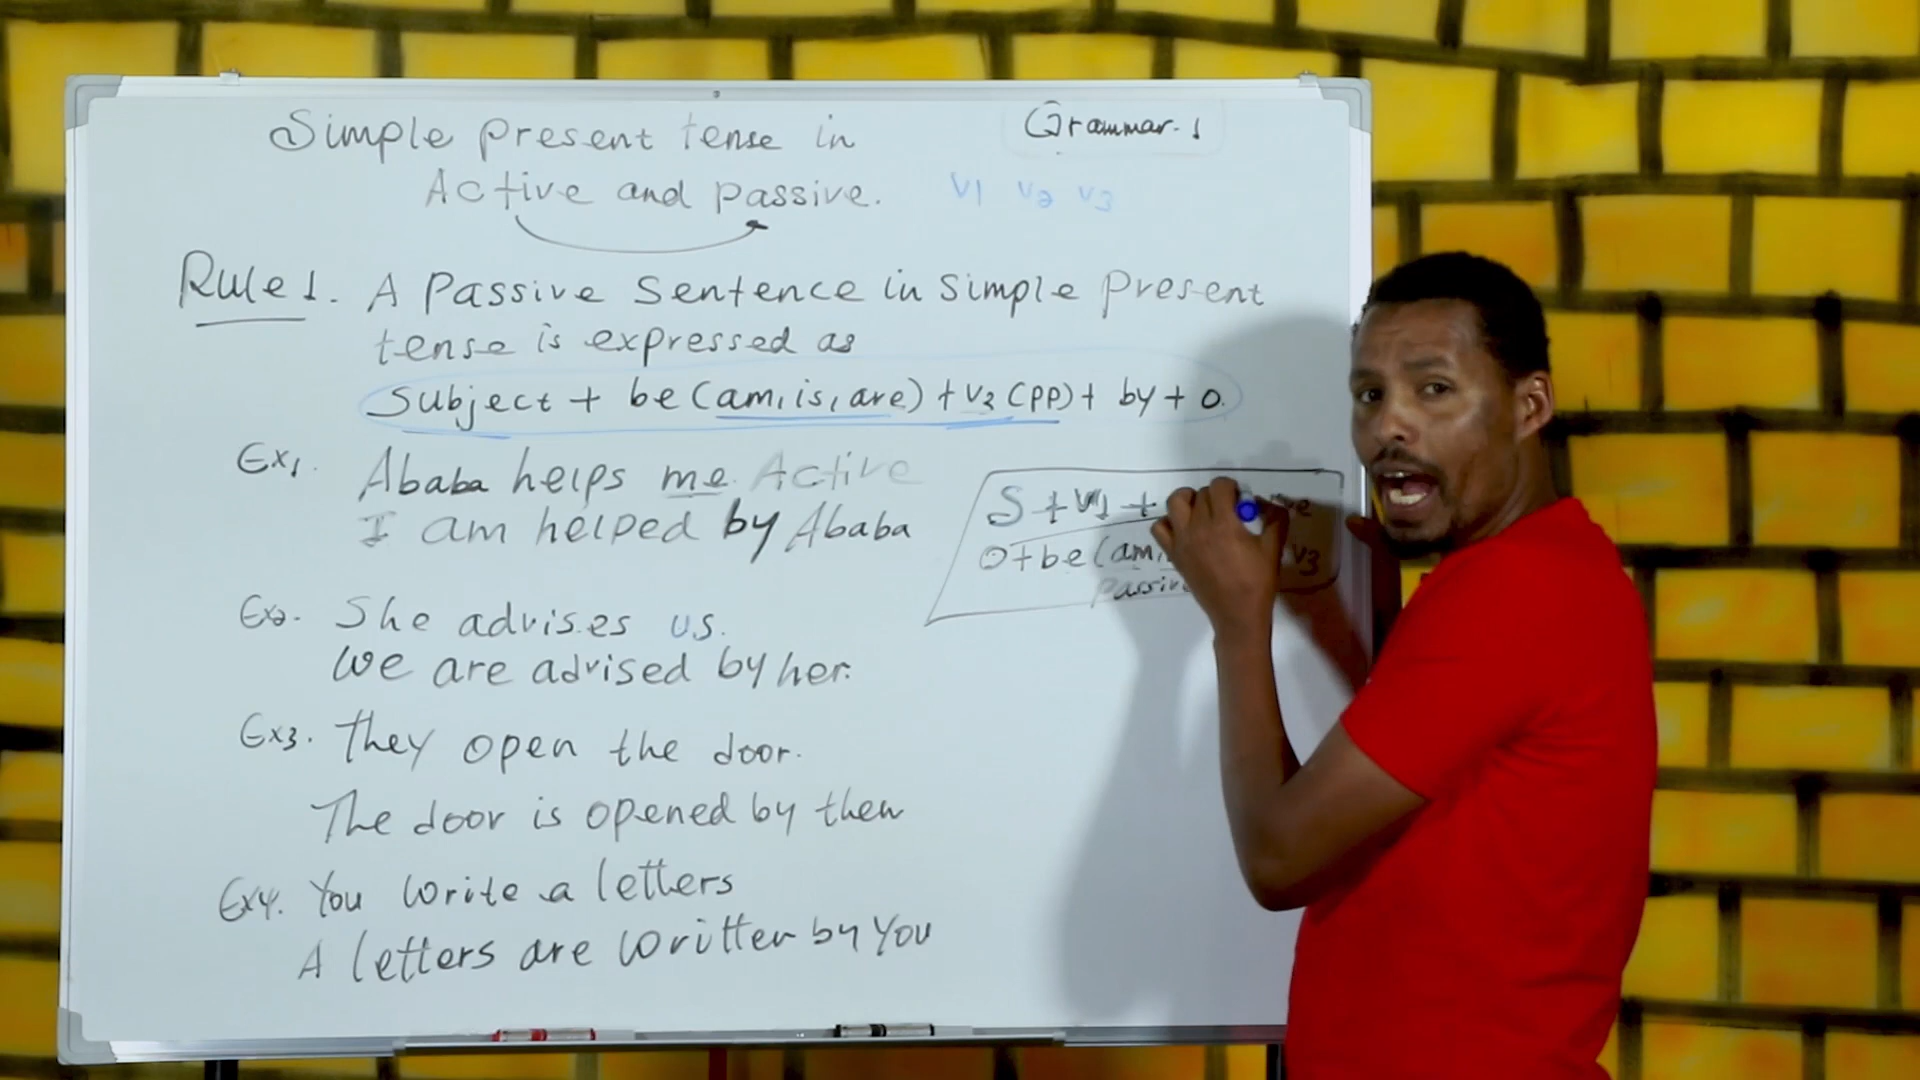 Simple present tense in
Active and passive.
Grammar. 1
V1 V2 V3
Rule 1. A Passive Sentence in Simple Present
tense is expressed as
Subject + be (am, is, are) + V3 (PP) + by + O.
Ex1. Ababa helps me. Active
I am helped by Ababa
S + V1 +
O + be (am,
V3
Passive
Ex2. She advises us.
We are advised by her.
Ex3. They open the door.
The door is opened by them
Ex4. You write a letters
A letters are written by You